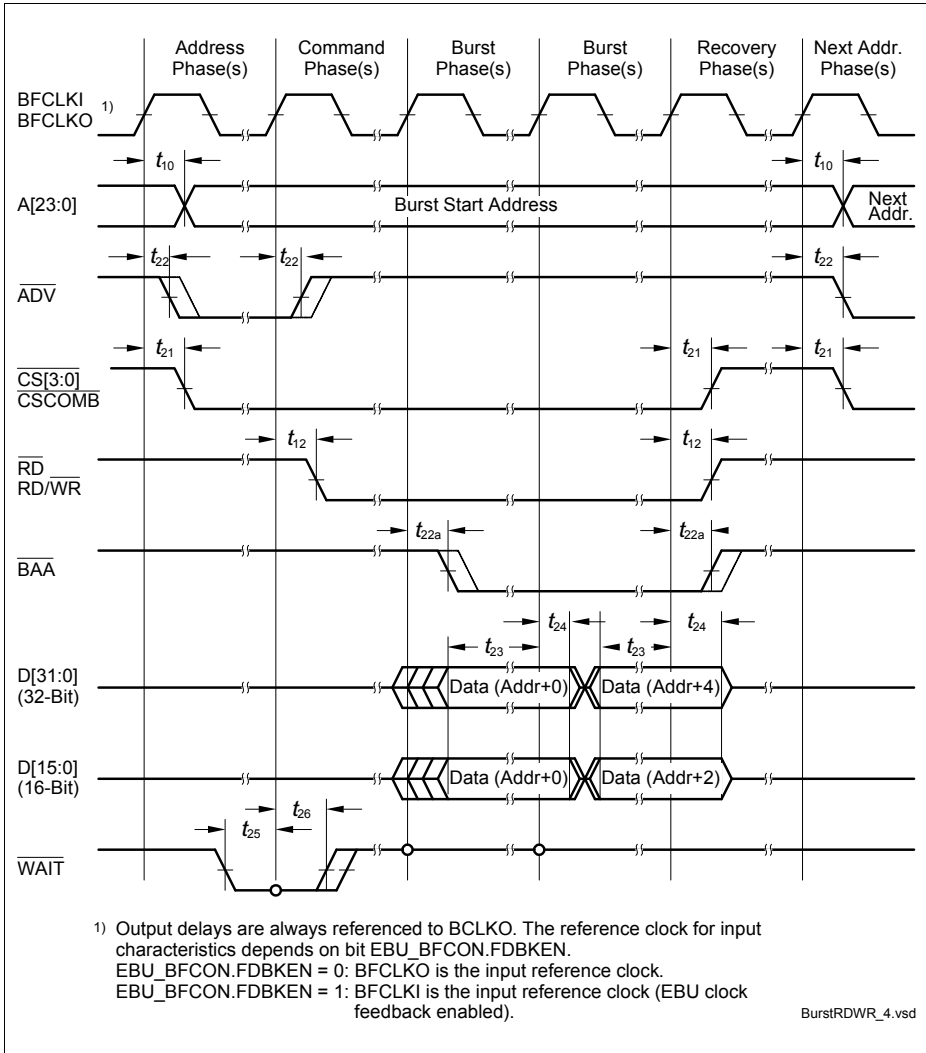 Address Phase(s)
Command Phase(s)
Burst Phase(s)
Burst Phase(s)
Recovery Phase(s)
Next Addr. Phase(s)
BFCLKI
BFCLKO 1)
t10
t10
A[23:0]
Burst Start Address
Next Addr.
t22
t22
t22
ADV
t21
t21
t21
CS[3:0]
CSCOMB
t12
t12
RD
RD/WR
t22a
t22a
BAA
t24
t24
t23
t23
D[31:0]
(32-Bit)
Data (Addr+0)
Data (Addr+4)
D[15:0]
(16-Bit)
Data (Addr+0)
Data (Addr+2)
t25
t26
WAIT
1) Output delays are always referenced to BCLKO. The reference clock for input
characteristics depends on bit EBU_BFCON.FDBKEN.
EBU_BFCON.FDBKEN = 0: BFCLKO is the input reference clock.
EBU_BFCON.FDBKEN = 1: BFCLKI is the input reference clock (EBU clock
feedback enabled).
BurstRDWR_4.vsd